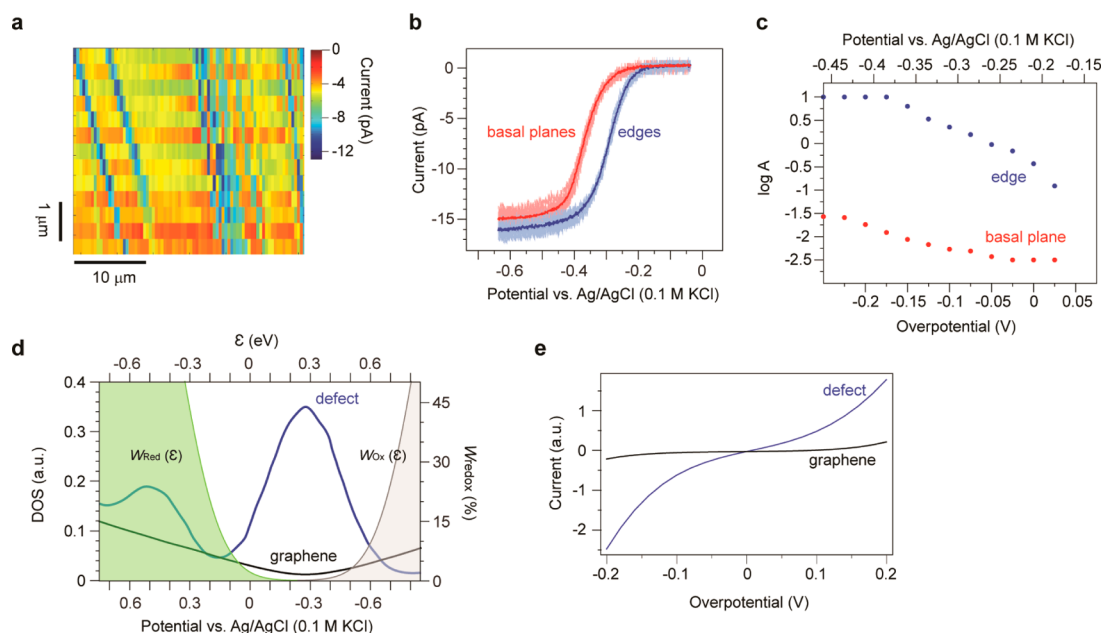 a
0
-4
-8
-12
Current (pA)
1 μm
10 μm
b
0
-5
-10
-15
Current (pA)
basal planes
edges
-0.6 -0.4 -0.2 0
Potential vs. Ag/AgCl (0.1 M KCl)
c
Potential vs. Ag/AgCl (0.1 M KCl)
-0.45 -0.4 -0.35 -0.3 -0.25 -0.2 -0.15
1
0.5
0
-0.5
-1
-1.5
-2
-2.5
log A
edge
basal plane
-0.2 -0.15 -0.1 -0.05 0 0.05
Overpotential (V)
d
Ɛ (eV)
-0.6 -0.3 0 0.3 0.6
0.4
0.3
0.2
0.1
0
DOS (a.u.)
defect
WRed (Ɛ)
WOx (Ɛ)
graphene
45
30
15
0
Wredox (%)
0.6 0.3 0 -0.3 -0.6
Potential vs. Ag/AgCl (0.1 M KCl)
e
1
0
-1
-2
Current (a.u.)
defect
graphene
-0.2 -0.1 0 0.1 0.2
Overpotential (V)